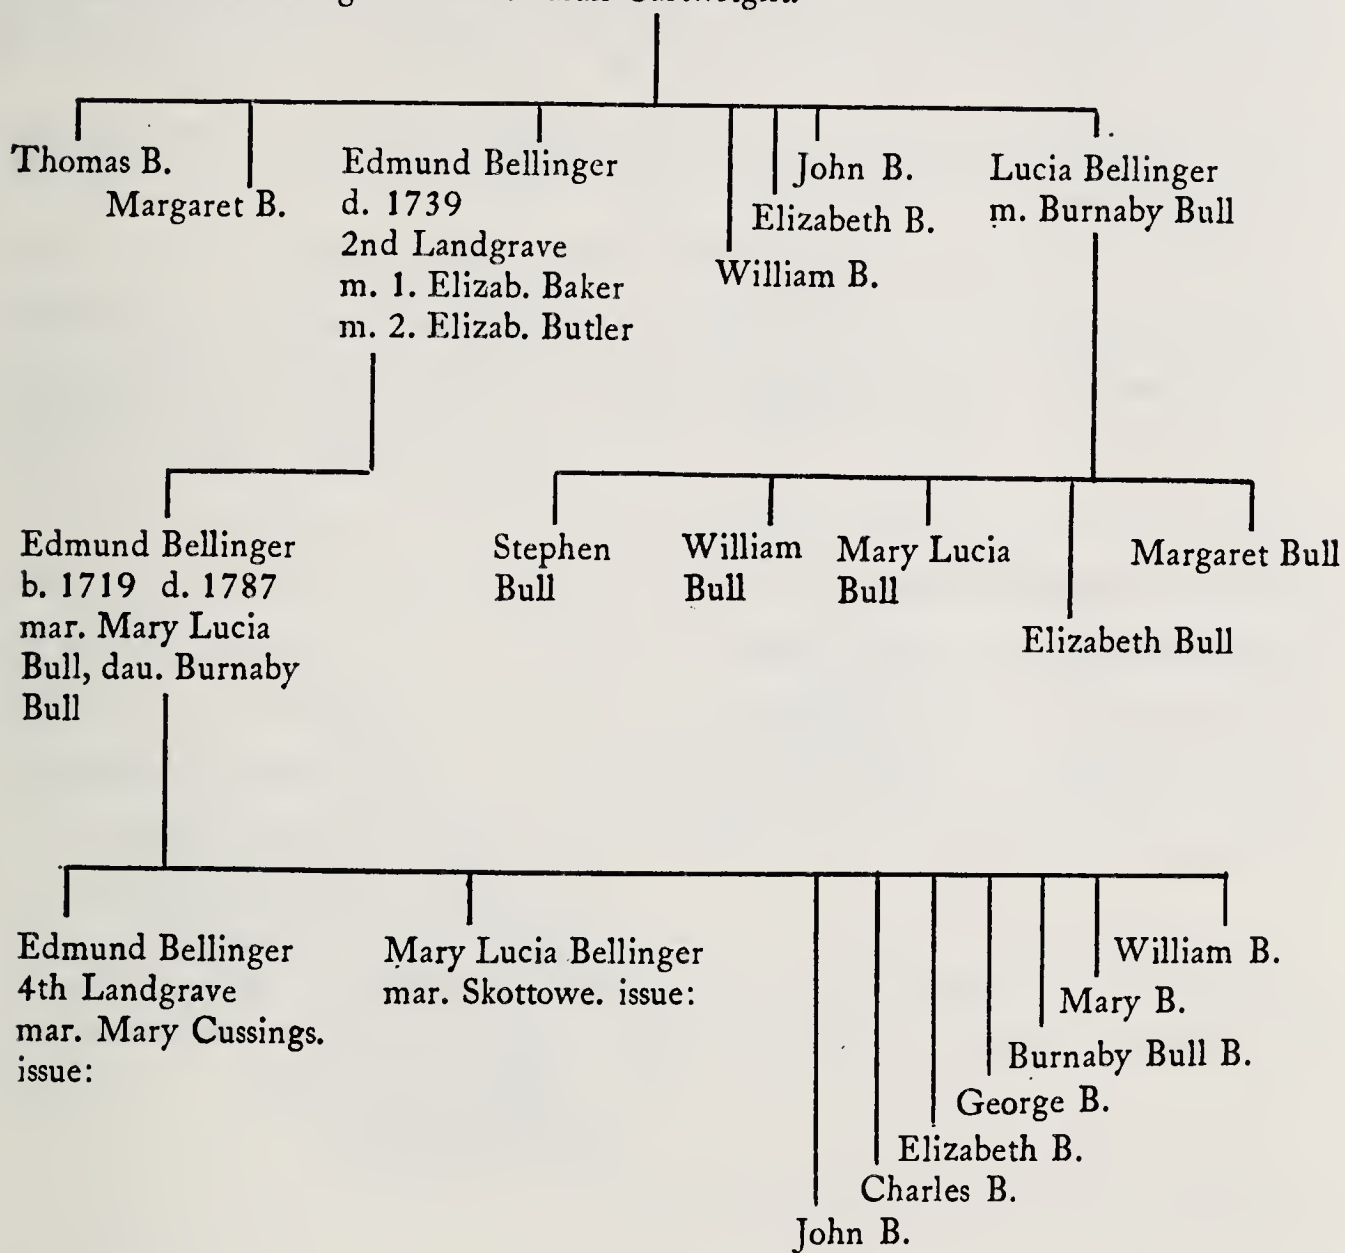 Thomas B.
Margaret B.
Edmund Bellinger
d. 1739
2nd Landgrave
m. 1. Elizab. Baker
m. 2. Elizab. Butler
John B.
Elizabeth B.
William B.
Lucia Bellinger
m. Burnaby Bull
Edmund Bellinger
b. 1719 d. 1787
mar. Mary Lucia
Bull, dau. Burnaby
Bull
Stephen
Bull
William
Bull
Mary Lucia
Bull
Elizabeth Bull
Margaret Bull
Edmund Bellinger
4th Landgrave
mar. Mary Cussings.
issue:
Mary Lucia Bellinger
mar. Skottowe. issue:
William B.
Mary B.
Burnaby Bull B.
George B.
Elizabeth B.
Charles B.
John B.